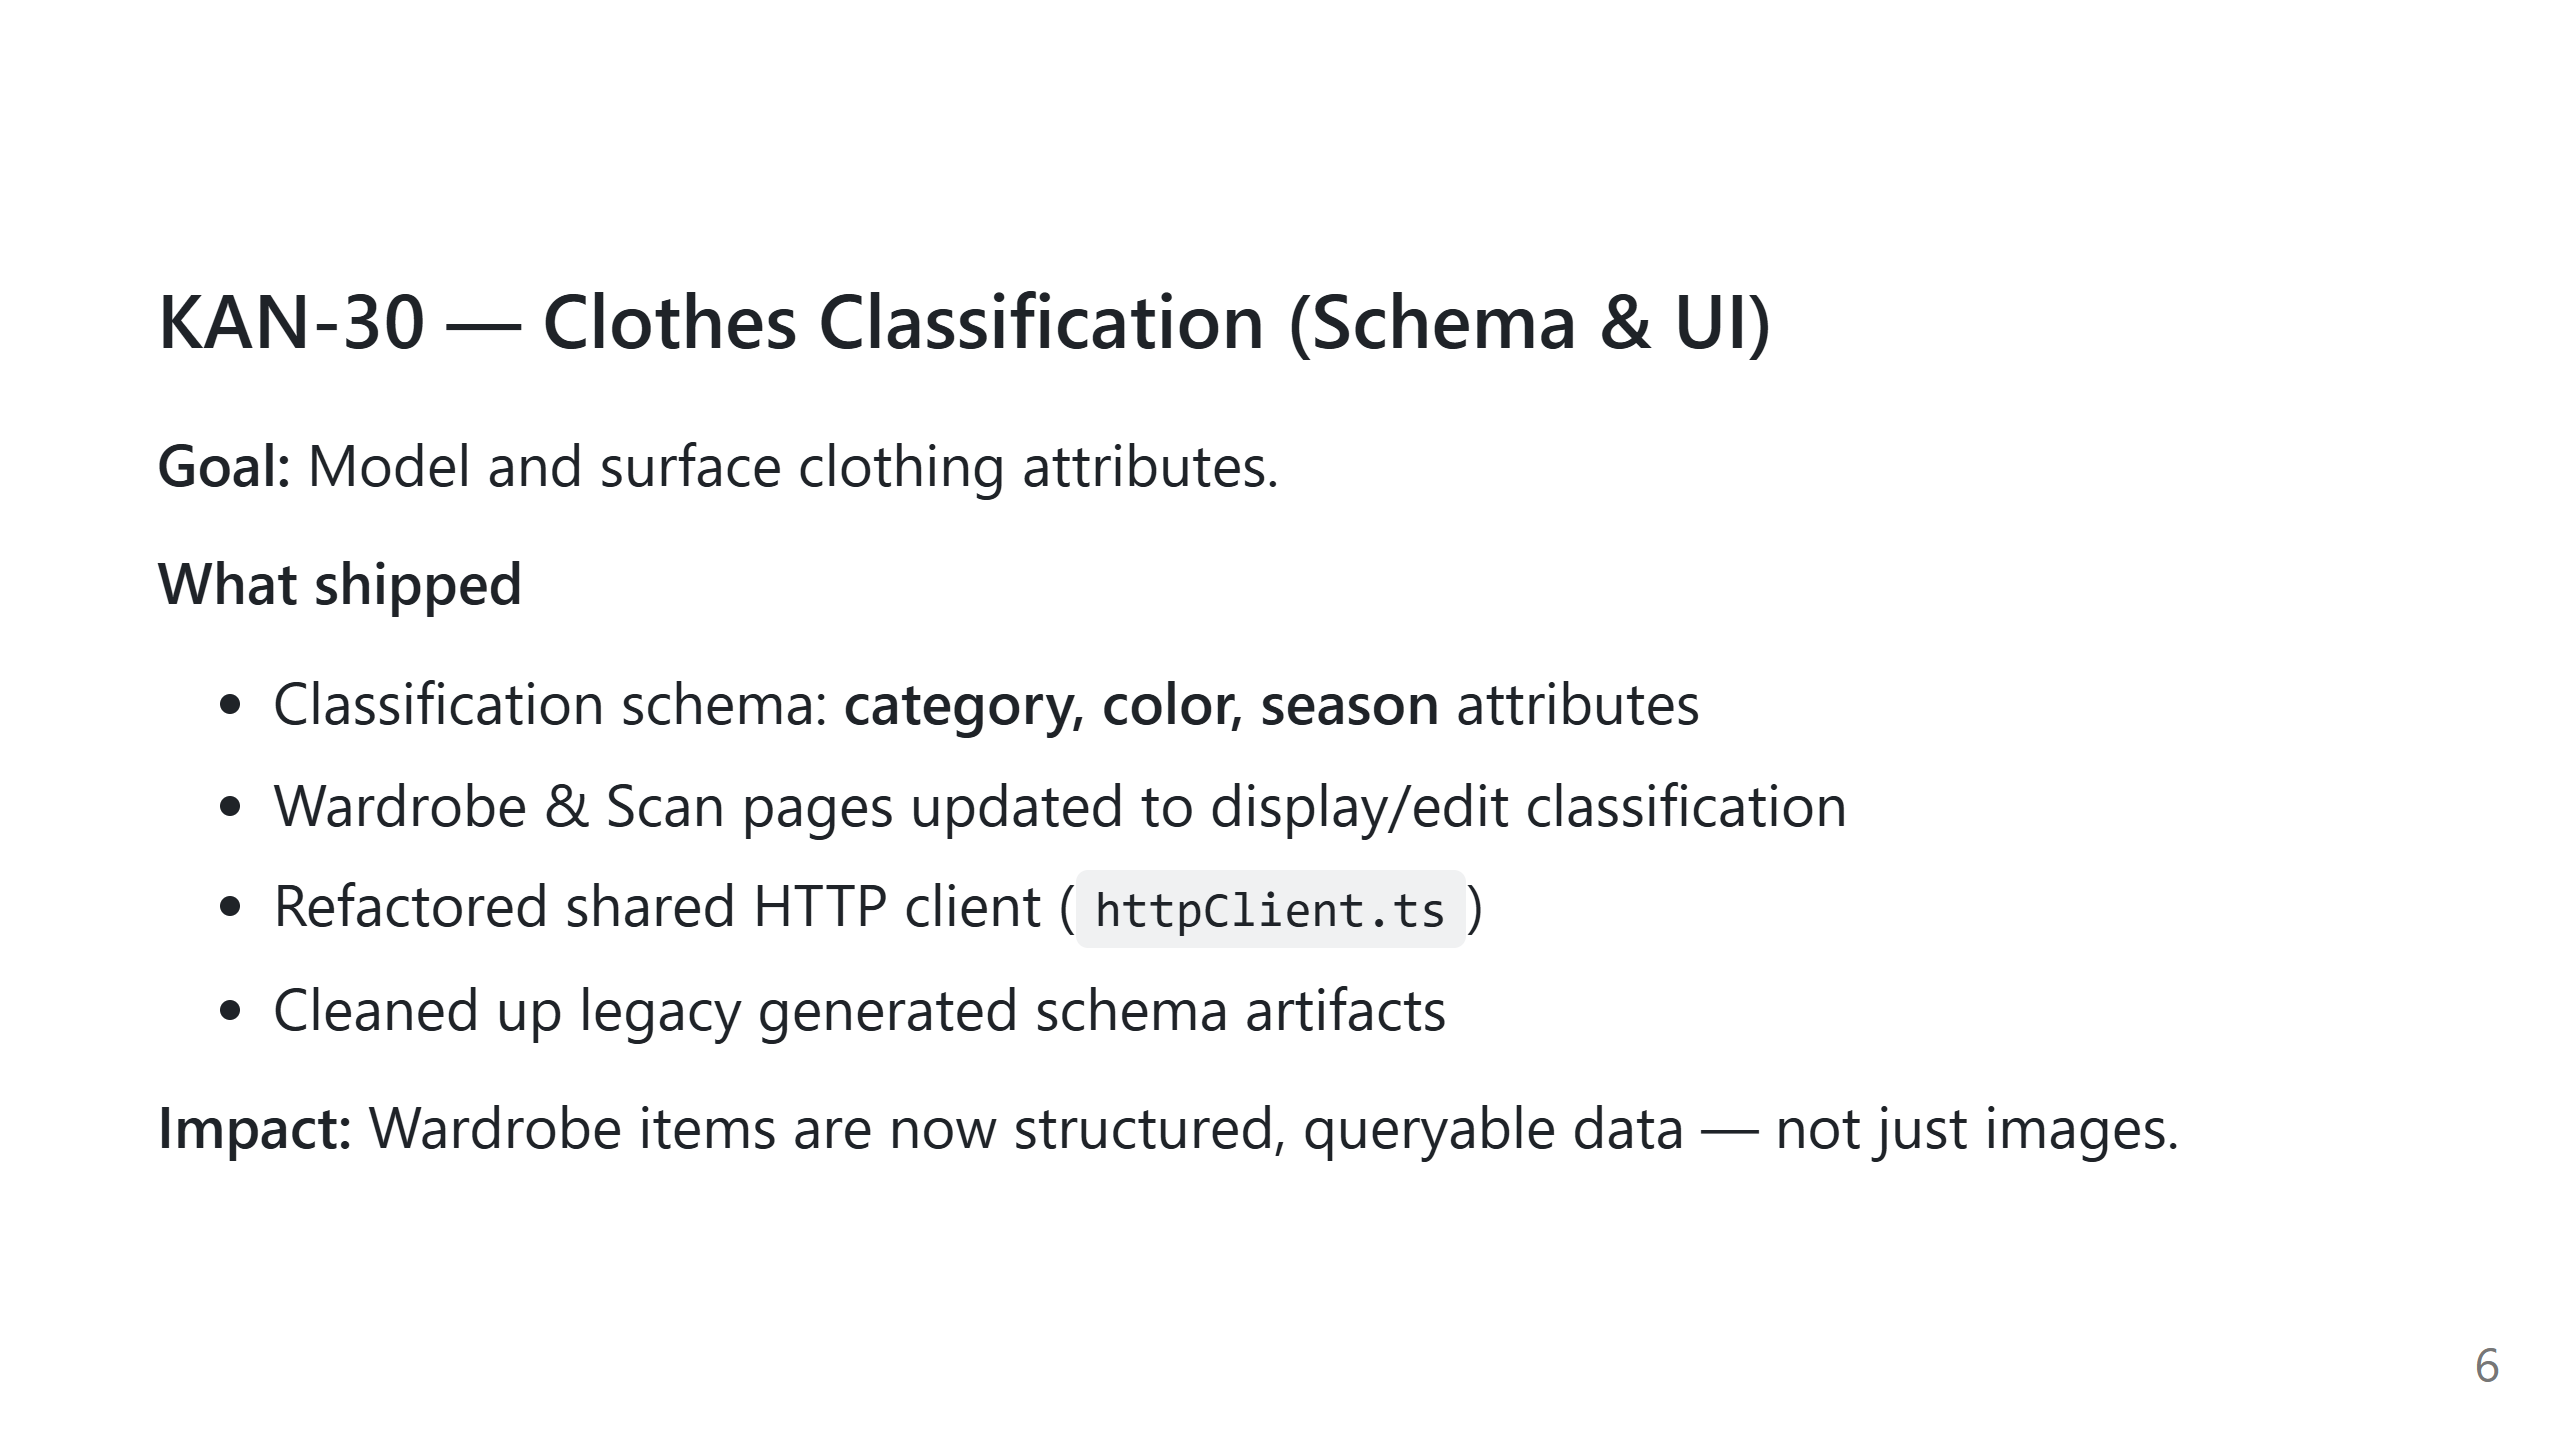 KAN-30 — Clothes Classification (Schema & UI)
Goal: Model and surface clothing attributes.
What shipped
• Classification schema: category, color, season attributes
• Wardrobe & Scan pages updated to display/edit classification
• Refactored shared HTTP client (httpClient.ts)
• Cleaned up legacy generated schema artifacts
Impact: Wardrobe items are now structured, queryable data — not just images.
6